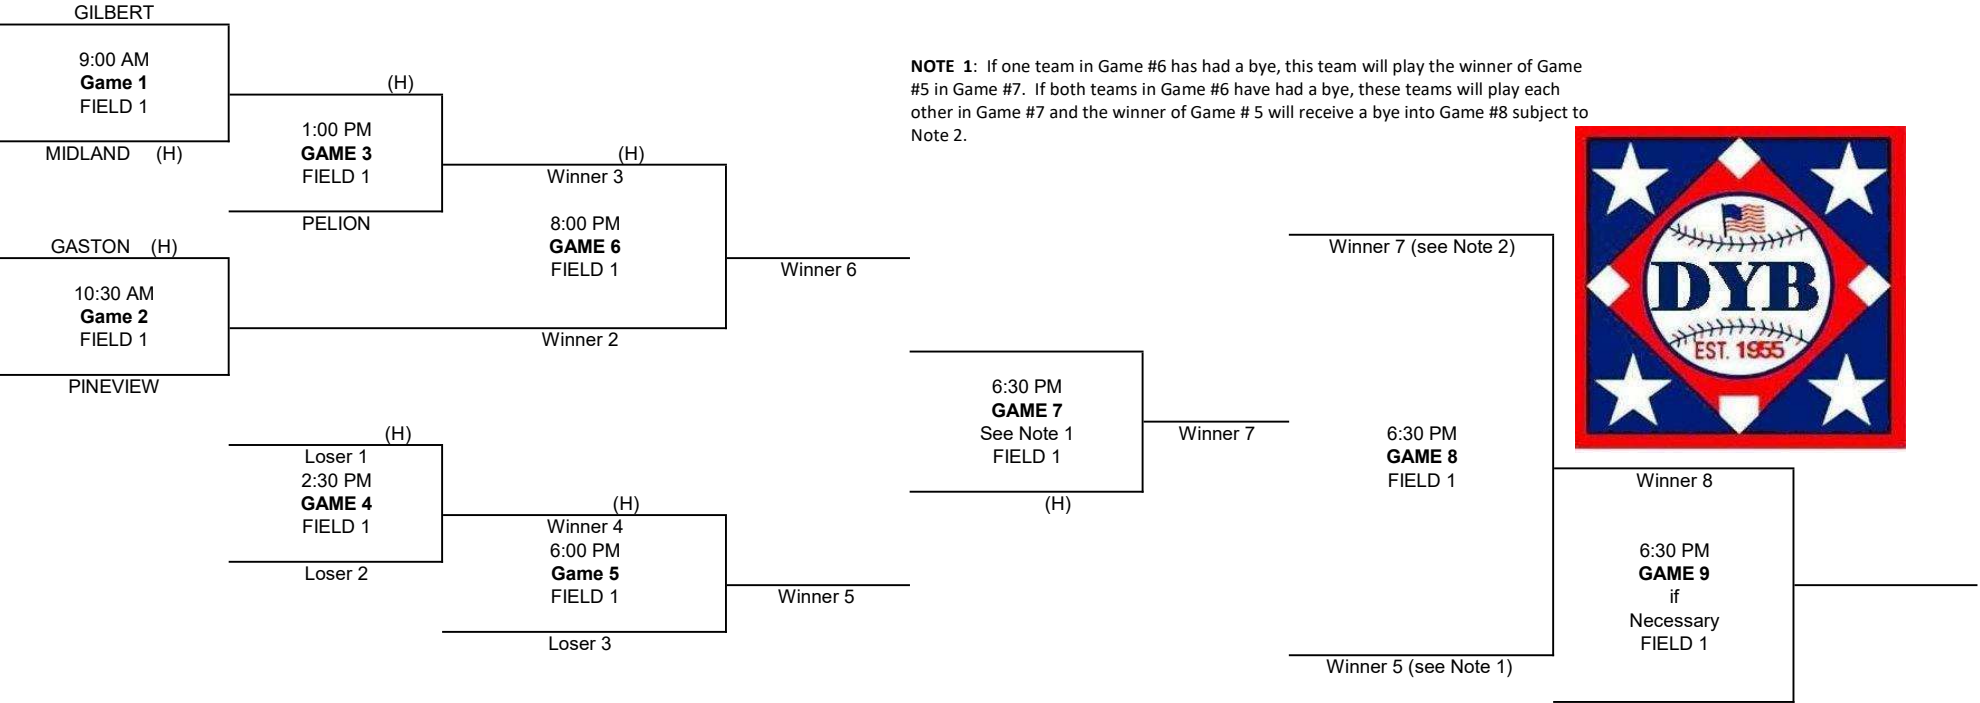 GILBERT
9:00 AM
Game 1
FIELD 1
MIDLAND (H)
GASTON (H)
10:30 AM
Game 2
FIELD 1
PINEVIEW
(H)
1:00 PM
GAME 3
FIELD 1
PELION
(H)
Loser 1
2:30 PM
GAME 4
FIELD 1
Loser 2
(H)
Winner 3
8:00 PM
GAME 6
FIELD 1
Winner 2
(H)
Winner 4
6:00 PM
Game 5
FIELD 1
Loser 3
Winner 6
Winner 5
NOTE 1: If one team in Game #6 has had a bye, this team will play the winner of Game
#5 in Game #7. If both teams in Game #6 have had a bye, these teams will play each
other in Game #7 and the winner of Game # 5 will receive a bye into Game #8 subject to
Note 2.
6:30 PM
GAME 7
See Note 1
FIELD 1
(H)
Winner 7
Winner 7 (see Note 2)
6:30 PM
GAME 8
FIELD 1
Winner 5 (see Note 1)
DYB
EST. 1955
Winner 8
6:30 PM
GAME 9
if
Necessary
FIELD 1